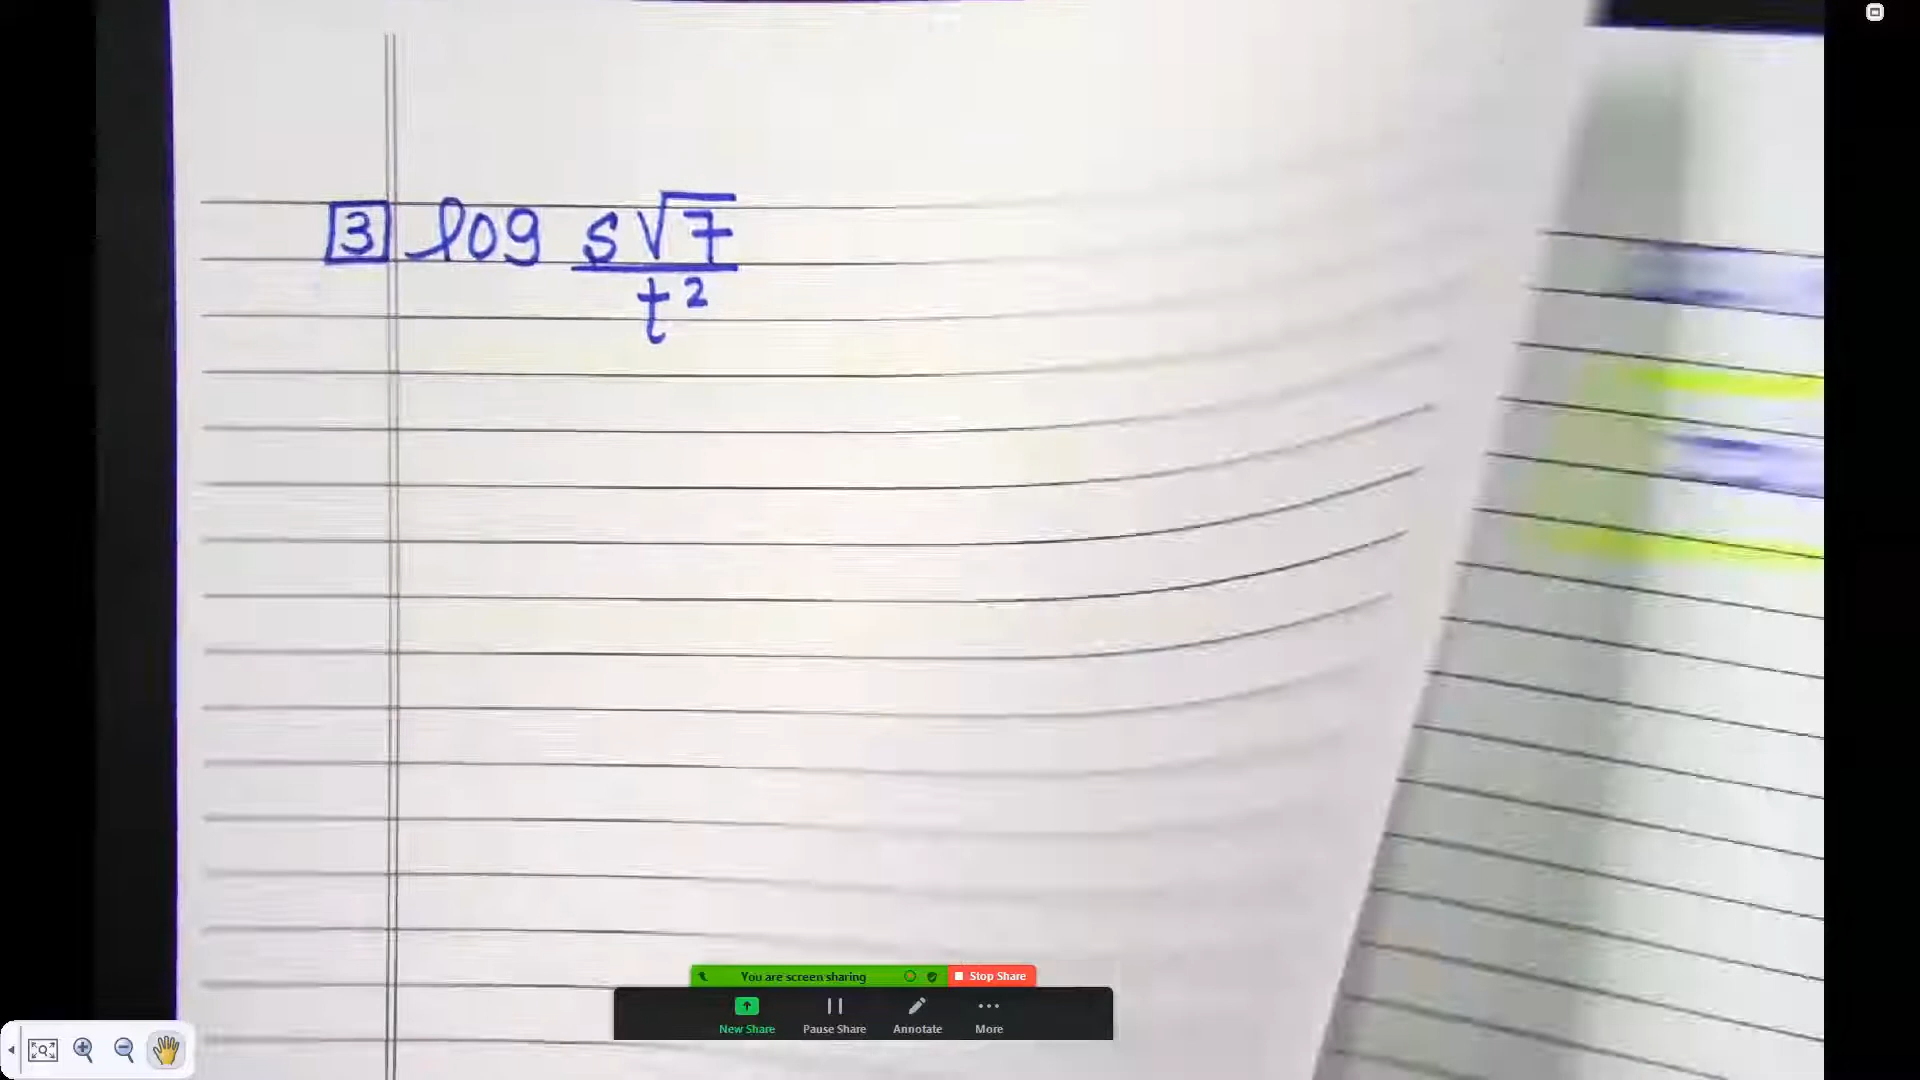 3 log s√7
t²
You are screen sharing
Stop Share
New Share
Pause Share
Annotate
More